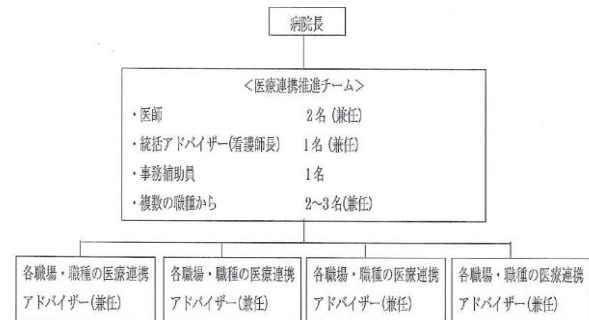 病院長
＜医療連携推進チーム＞
・医師 2名 (兼任)
・統括アドバイザー(看護師長) 1名 (兼任)
・事務補助員 1名
・複数の職種から 2～3名(兼任)
各職場・職種の医療連携
アドバイザー(兼任)
各職場・職種の医療連携
アドバイザー(兼任)
各職場・職種の医療連携
アドバイザー(兼任)
各職場・職種の医療連携
アドバイザー(兼任)